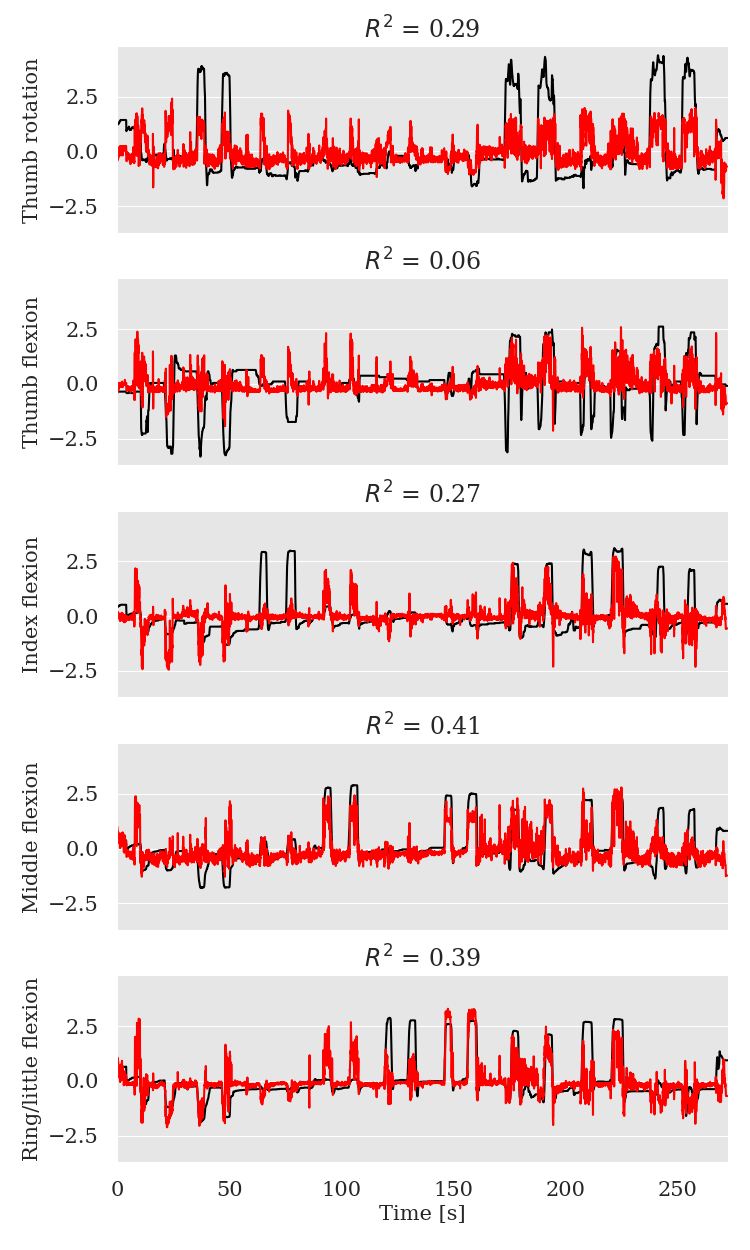 R² = 0.29
Thumb rotation
2.5
0.0
−2.5
R² = 0.06
Thumb flexion
2.5
0.0
−2.5
R² = 0.27
Index flexion
2.5
0.0
−2.5
R² = 0.41
Middle flexion
2.5
0.0
−2.5
R² = 0.39
Ring/little flexion
2.5
0.0
−2.5
0 50 100 150 200 250
Time [s]